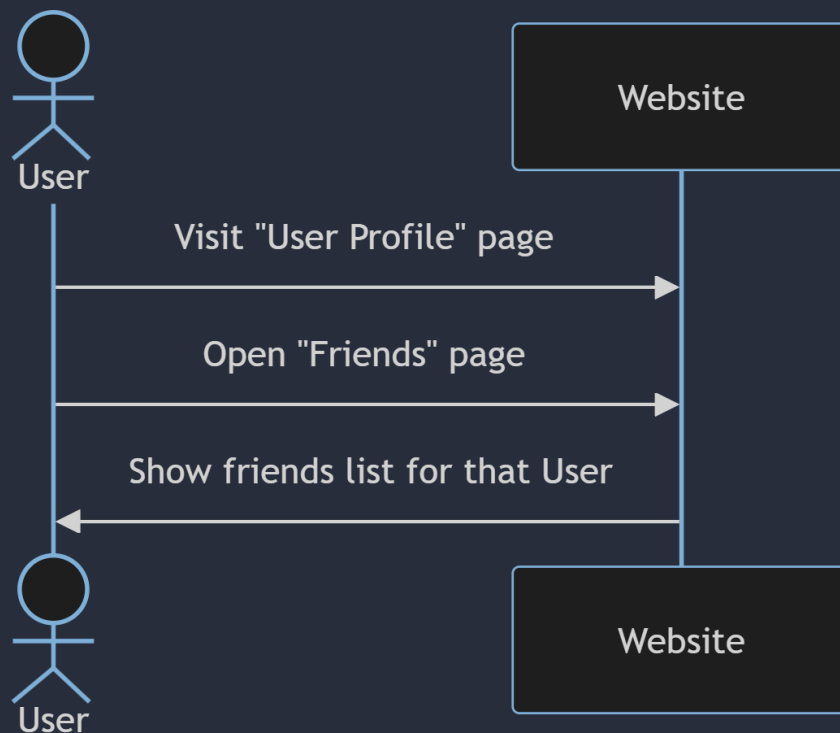 User
Website
Visit "User Profile" page
Open "Friends" page
Show friends list for that User
User
Website